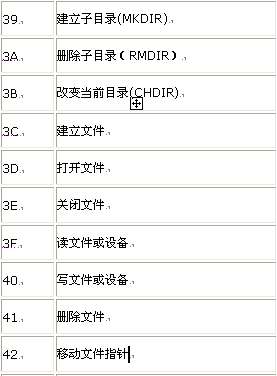 39 建立子目录(MKDIR)
3A 删除子目录(RMDIR)
3B 改变当前目录(CHDIR)
3C 建立文件
3D 打开文件
3E 关闭文件
3F 读文件或设备
40 写文件或设备
41 删除文件
42 移动文件指针